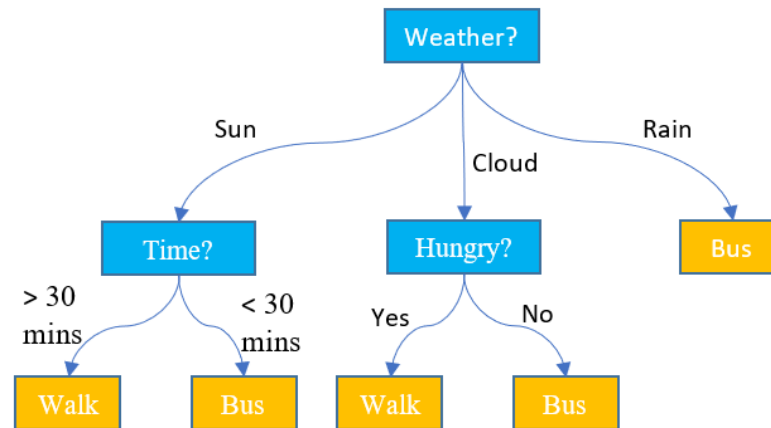 Weather?
Sun
Rain
Cloud
Time?
Hungry?
Bus
> 30
mins
< 30
mins
Yes
No
Walk
Bus
Walk
Bus